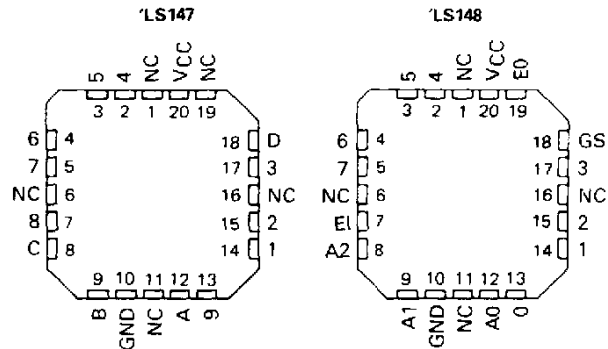 'LS147 'LS148
5 4 NC VCC NC 5 4 NC VCC E0
3 2 1 20 19 3 2 1 20 19
6 4 18 D 6 4 18 GS
7 5 17 3 7 5 17 3
NC 6 16 NC NC 6 16 NC
8 7 15 2 EI 7 15 2
C 8 14 1 A2 8 14 1
9 10 11 12 13 9 10 11 12 13
B GND NC A 9 A1 GND NC A0 0